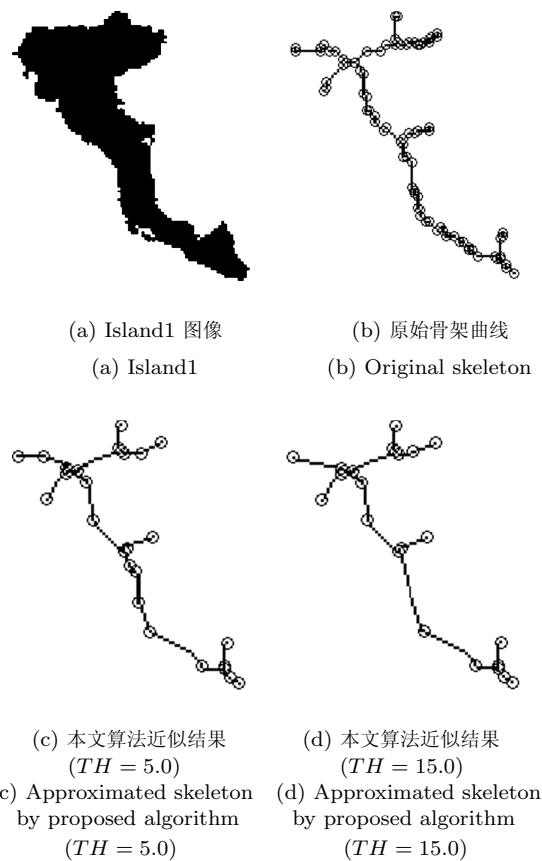 (a) Island1 图像
(a) Island1
(b) 原始骨架曲线
(b) Original skeleton
(c) 本文算法近似结果
(TH = 5.0)
c) Approximated skeleton
by proposed algorithm
(TH = 5.0)
(d) 本文算法近似结果
(TH = 15.0)
(d) Approximated skeleton
by proposed algorithm
(TH = 15.0)